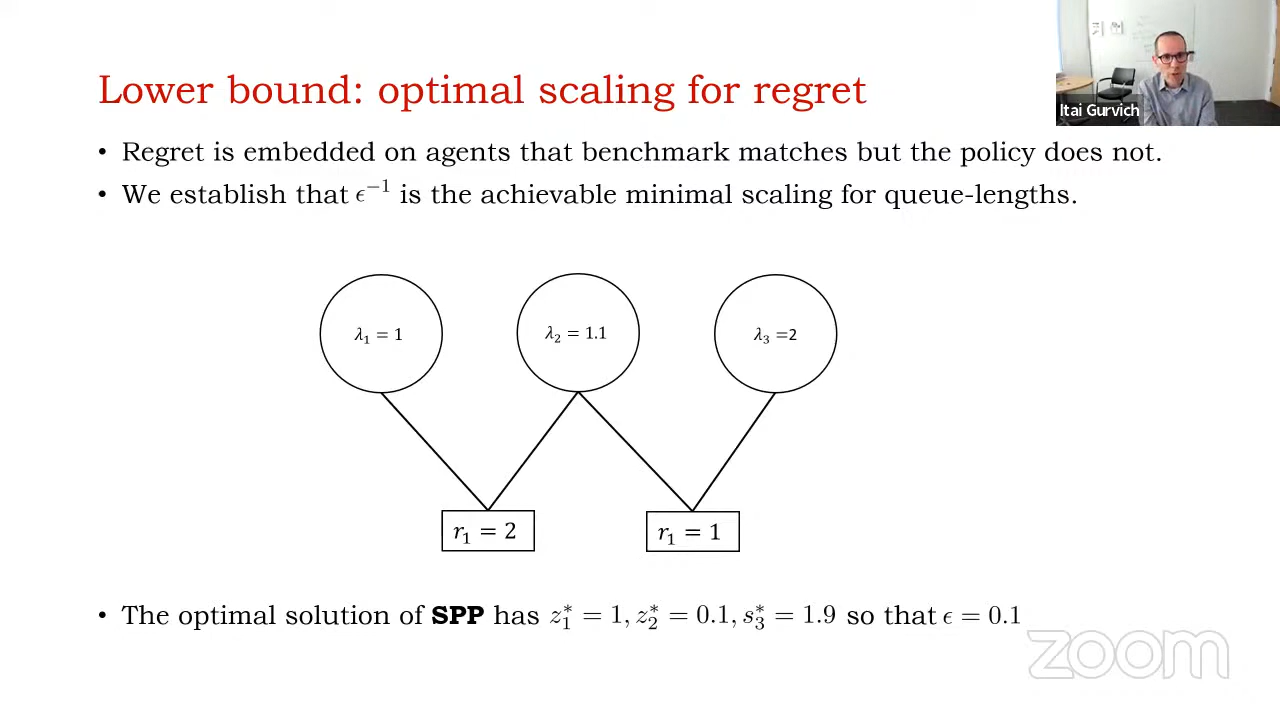 Lower bound: optimal scaling for regret
Itai Gurvich
• Regret is embedded on agents that benchmark matches but the policy does not.
• We establish that ϵ⁻¹ is the achievable minimal scaling for queue-lengths.
λ₁ = 1
λ₂ = 1.1
λ₃ =2
r₁ = 2
r₁ = 1
• The optimal solution of SPP has z₁* = 1, z₂* = 0.1, s₃* = 1.9 so that ϵ = 0.1
zoom